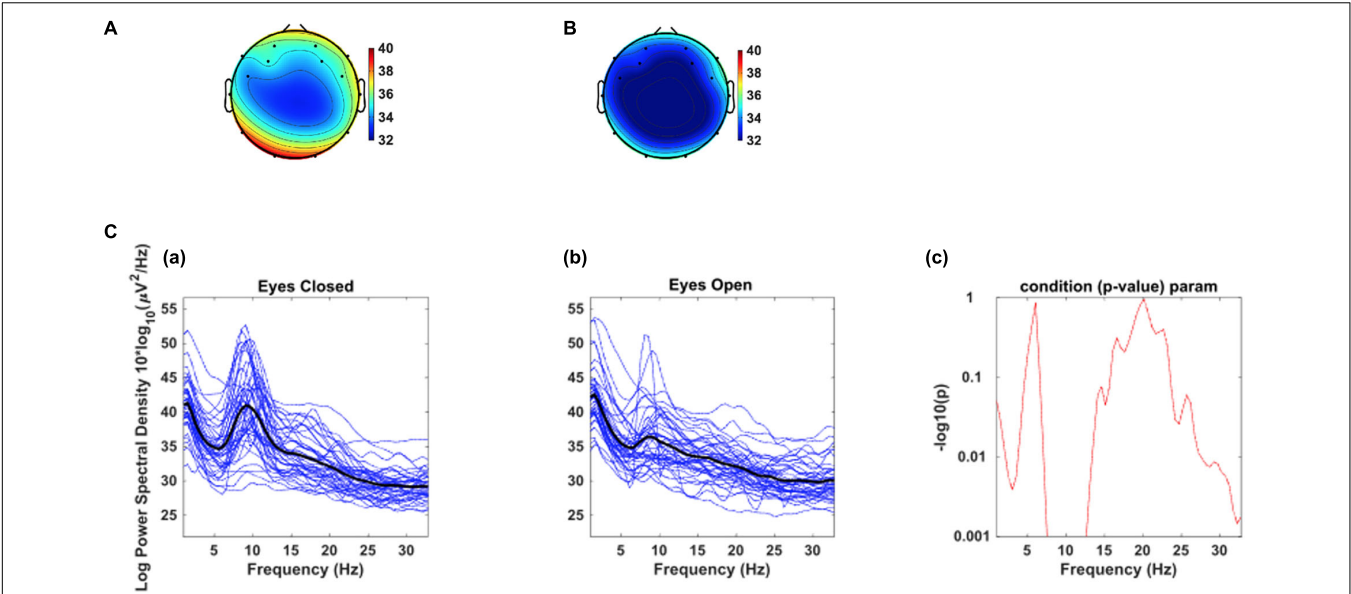 A
40
38
36
34
32
B
40
38
36
34
32
C
(a)
Eyes Closed
Log Power Spectral Density 10*log10(μV2/Hz)
55
50
45
40
35
30
25
5 10 15 20 25 30
Frequency (Hz)
(b)
Eyes Open
55
50
45
40
35
30
25
5 10 15 20 25 30
Frequency (Hz)
(c)
condition (p-value) param
-log10(p)
1
0.1
0.01
0.001
5 10 15 20 25 30
Frequency (Hz)